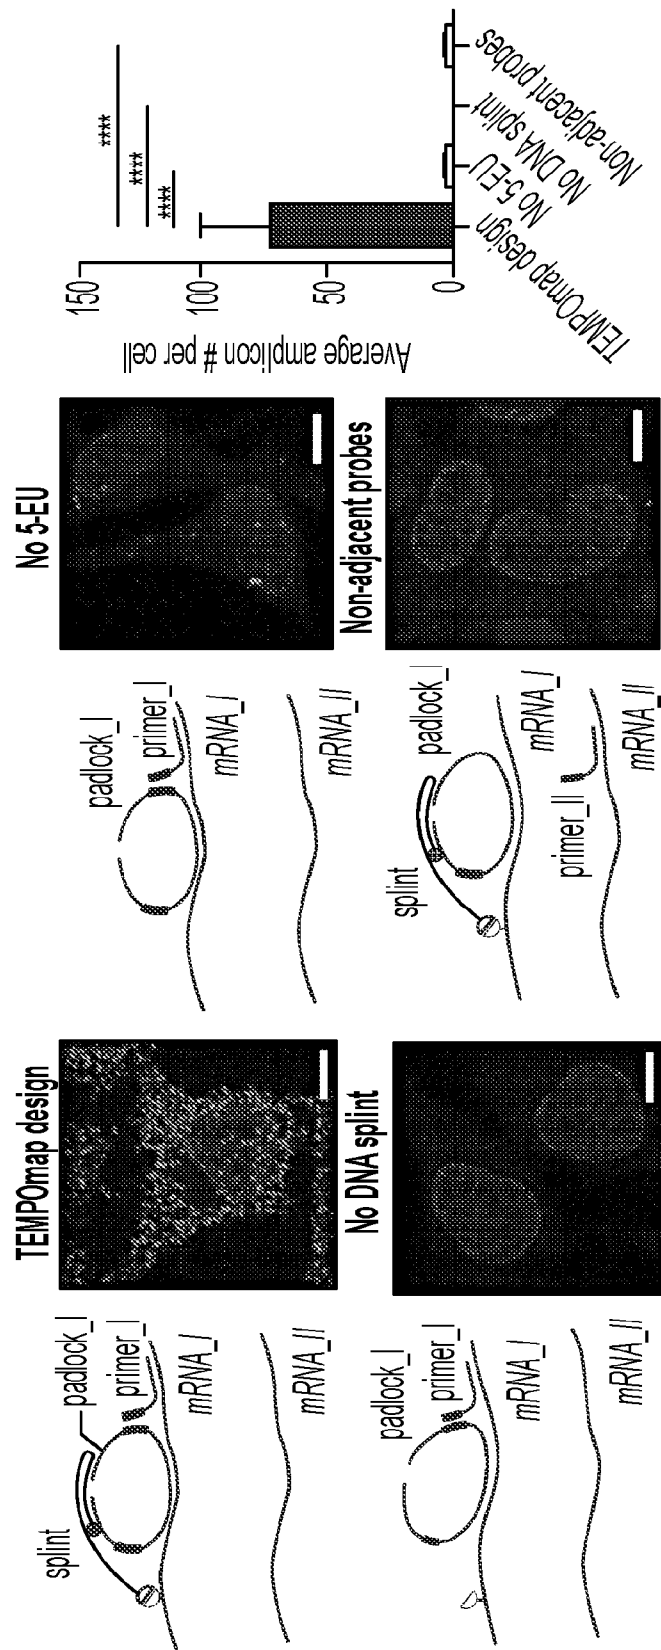 splint
padlock_I
primer_I
mRNA_I
mRNA_II
TEMPOmap design
padlock_I
primer_I
mRNA_I
mRNA_II
No 5-EU
padlock_I
primer_I
mRNA_I
mRNA_II
No DNA splint
splint
padlock_I
mRNA_I
primer_II
mRNA_II
Non-adjacent probes
Average amplicon # per cell
150
100
50
0
****
****
****
TEMPOmap design
No 5-EU
No DNA splint
Non-adjacent probes